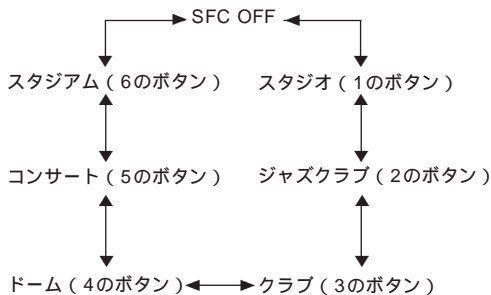 SFC OFF
スタジアム（6のボタン） スタジオ（1のボタン）
コンサート（5のボタン） ジャズクラブ（2のボタン）
ドーム（4のボタン） クラブ（3のボタン）